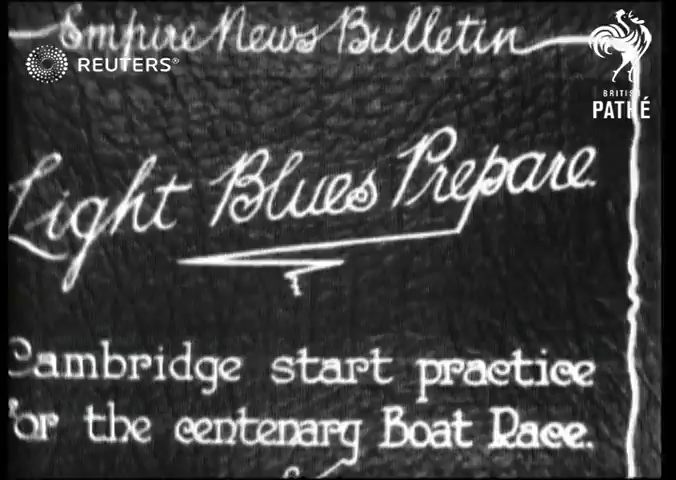 Empire News Bulletin
REUTERS
BRITISH
PATHÉ
Light Blues Prepare
Cambridge start practice
for the centenary Boat Race.